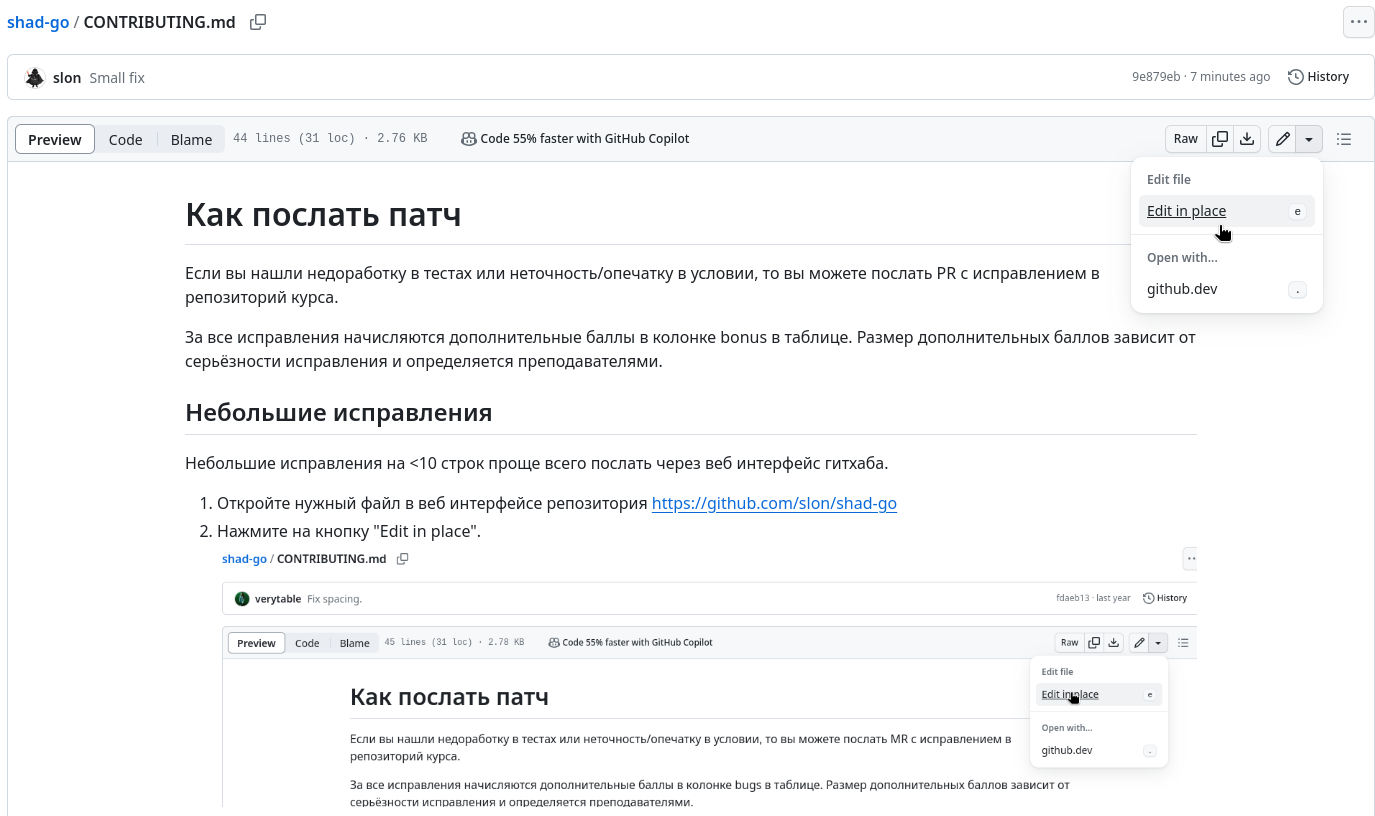 shad-go / CONTRIBUTING.md
slon Small fix 9e879eb · 7 minutes ago History
Preview Code Blame 44 lines (31 loc) · 2.76 KB Code 55% faster with GitHub Copilot Raw
Edit file
Edit in place e
Open with...
github.dev .
Как послать патч
Если вы нашли недоработку в тестах или неточность/опечатку в условии, то вы можете послать PR с исправлением в
репозиторий курса.
За все исправления начисляются дополнительные баллы в колонке bonus в таблице. Размер дополнительных баллов зависит от
серьёзности исправления и определяется преподавателями.
Небольшие исправления
Небольшие исправления на <10 строк проще всего послать через веб интерфейс гитхаба.
1. Откройте нужный файл в веб интерфейсе репозитория https://github.com/slon/shad-go
2. Нажмите на кнопку "Edit in place".
shad-go / CONTRIBUTING.md
verytable Fix spacing. fdaeb13 · last year History
Preview Code Blame 45 lines (31 loc) · 2.78 KB Code 55% faster with GitHub Copilot Raw
Edit file
Edit in place e
Open with...
github.dev .
Как послать патч
Если вы нашли недоработку в тестах или неточность/опечатку в условии, то вы можете послать MR с исправлением в
репозиторий курса.
За все исправления начисляются дополнительные баллы в колонке bugs в таблице. Размер дополнительных баллов зависит от
серьёзности исправления и определяется преподавателями.